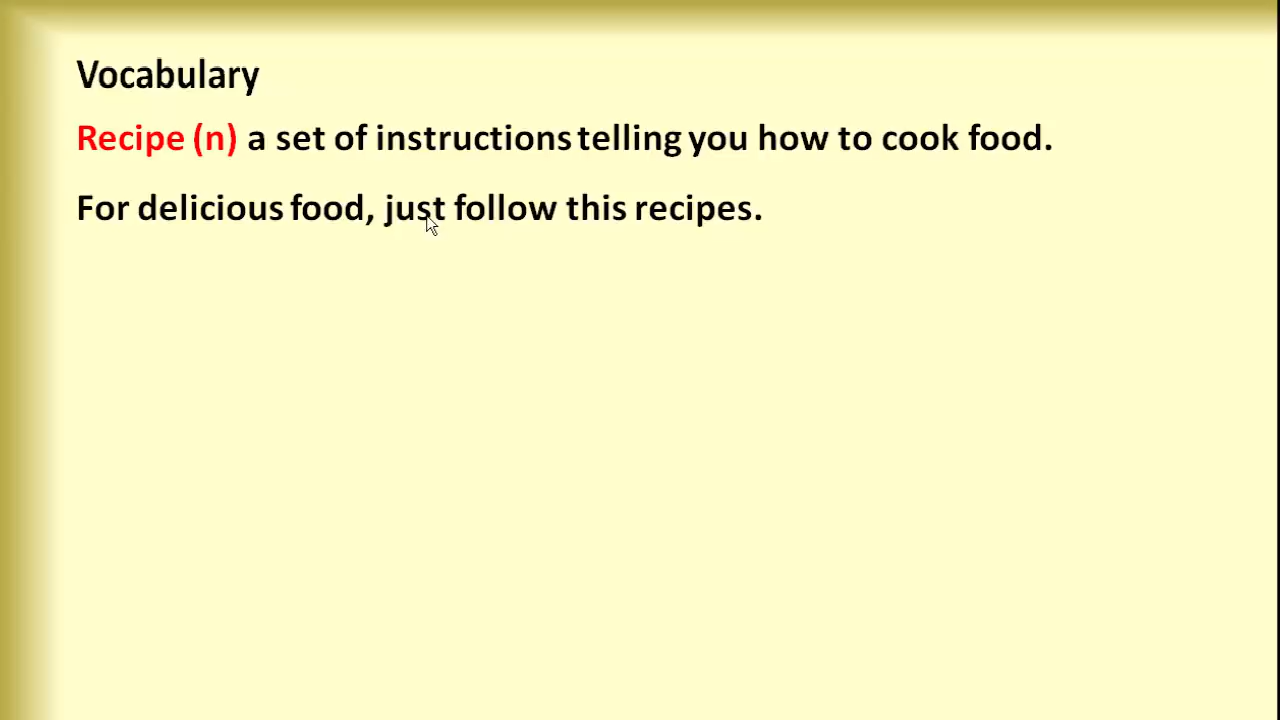 Vocabulary
Recipe (n) a set of instructions telling you how to cook food.
For delicious food, just follow this recipes.